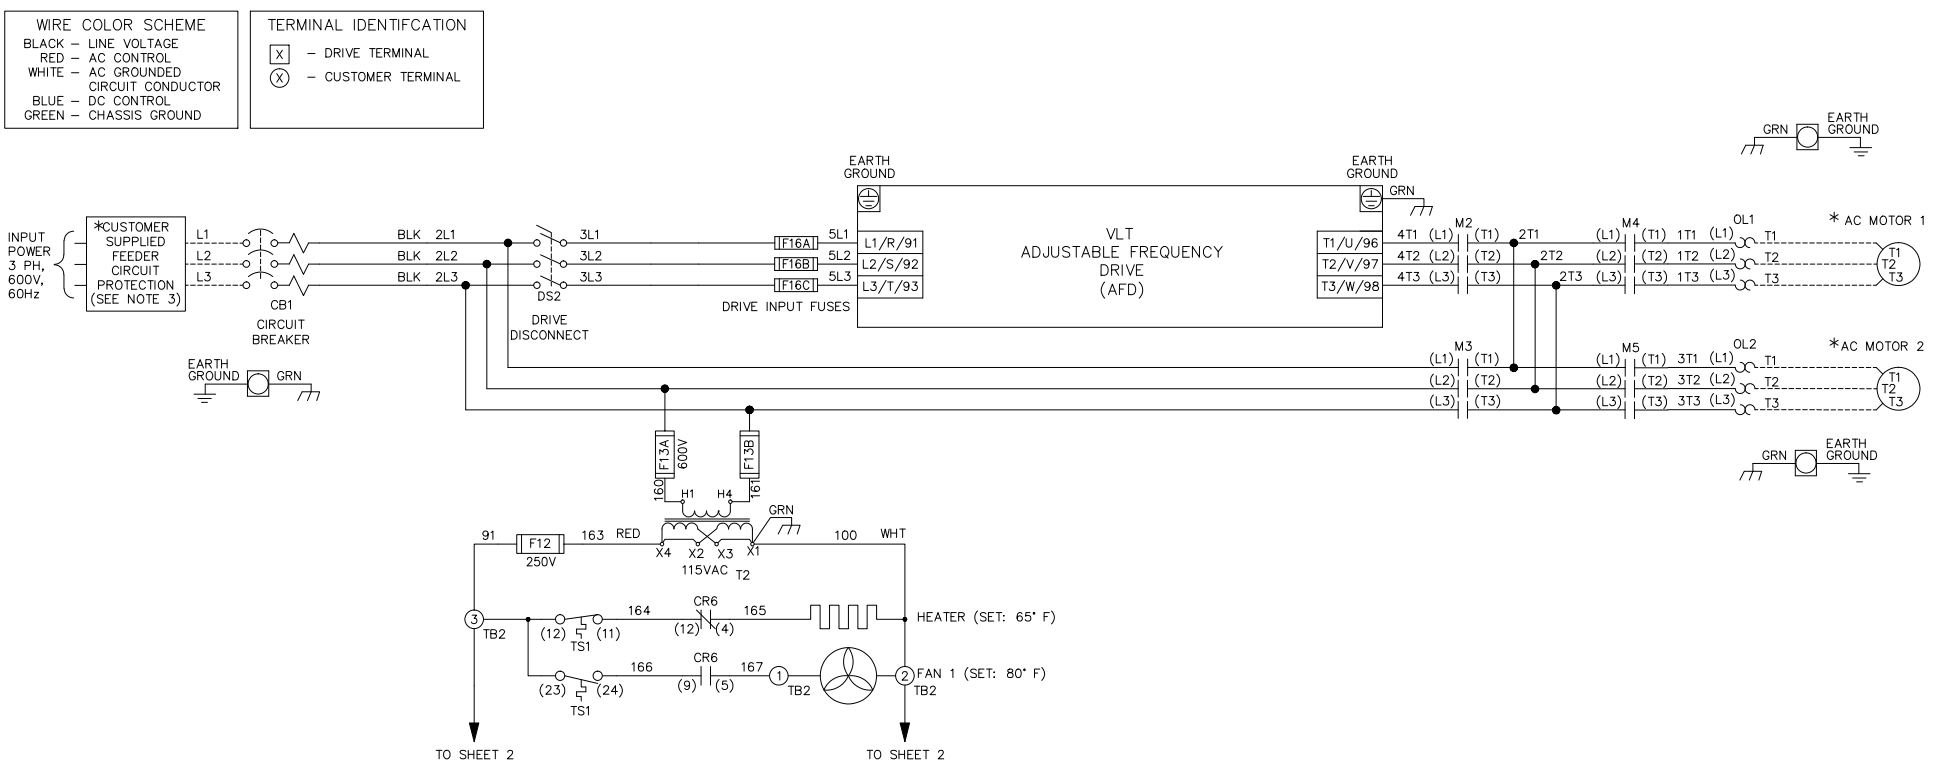 WIRE COLOR SCHEME
BLACK – LINE VOLTAGE
RED – AC CONTROL
WHITE – AC GROUNDED
CIRCUIT CONDUCTOR
BLUE – DC CONTROL
GREEN – CHASSIS GROUND
TERMINAL IDENTIFCATION
X – DRIVE TERMINAL
X – CUSTOMER TERMINAL
GRN
EARTH
GROUND
INPUT
POWER
3 PH,
600V,
60Hz
*CUSTOMER
SUPPLIED
FEEDER
CIRCUIT
PROTECTION
(SEE NOTE 3)
L1
L2
L3
CB1
CIRCUIT
BREAKER
BLK 2L1
BLK 2L2
BLK 2L3
DS2
DRIVE
DISCONNECT
3L1
3L2
3L3
F16A
F16B
F16C
DRIVE INPUT FUSES
5L1
5L2
5L3
EARTH
GROUND
L1/R/91
L2/S/92
L3/T/93
VLT
ADJUSTABLE FREQUENCY
DRIVE
(AFD)
EARTH
GROUND
GRN
T1/U/96
T2/V/97
T3/W/98
M2
4T1 (L1) (T1) 2T1
4T2 (L2) (T2) 2T2
4T3 (L3) (T3) 2T3
M4
(L1) (T1) 1T1 (L1) T1
(L2) (T2) 1T2 (L2) T2
(L3) (T3) 1T3 (L3) T3
OL1
* AC MOTOR 1
T1
T2
T3
EARTH
GROUND
GRN
M3
(L1) (T1)
(L2) (T2)
(L3) (T3)
M5
(L1) (T1) 3T1 (L1) T1
(L2) (T2) 3T2 (L2) T2
(L3) (T3) 3T3 (L3) T3
OL2
*AC MOTOR 2
T1
T2
T3
GRN
EARTH
GROUND
F13A
600V
F13B
160
161
H1 H4
GRN
91
F12
250V
163 RED
X4 X2 X3 X1
115VAC T2
100 WHT
3
TB2
(12) (11)
TS1
164
CR6
(12) (4)
165
HEATER (SET: 65° F)
(23) (24)
TS1
166
CR6
(9) (5)
167
1
TB2
2
TB2
FAN 1 (SET: 80° F)
TO SHEET 2
TO SHEET 2